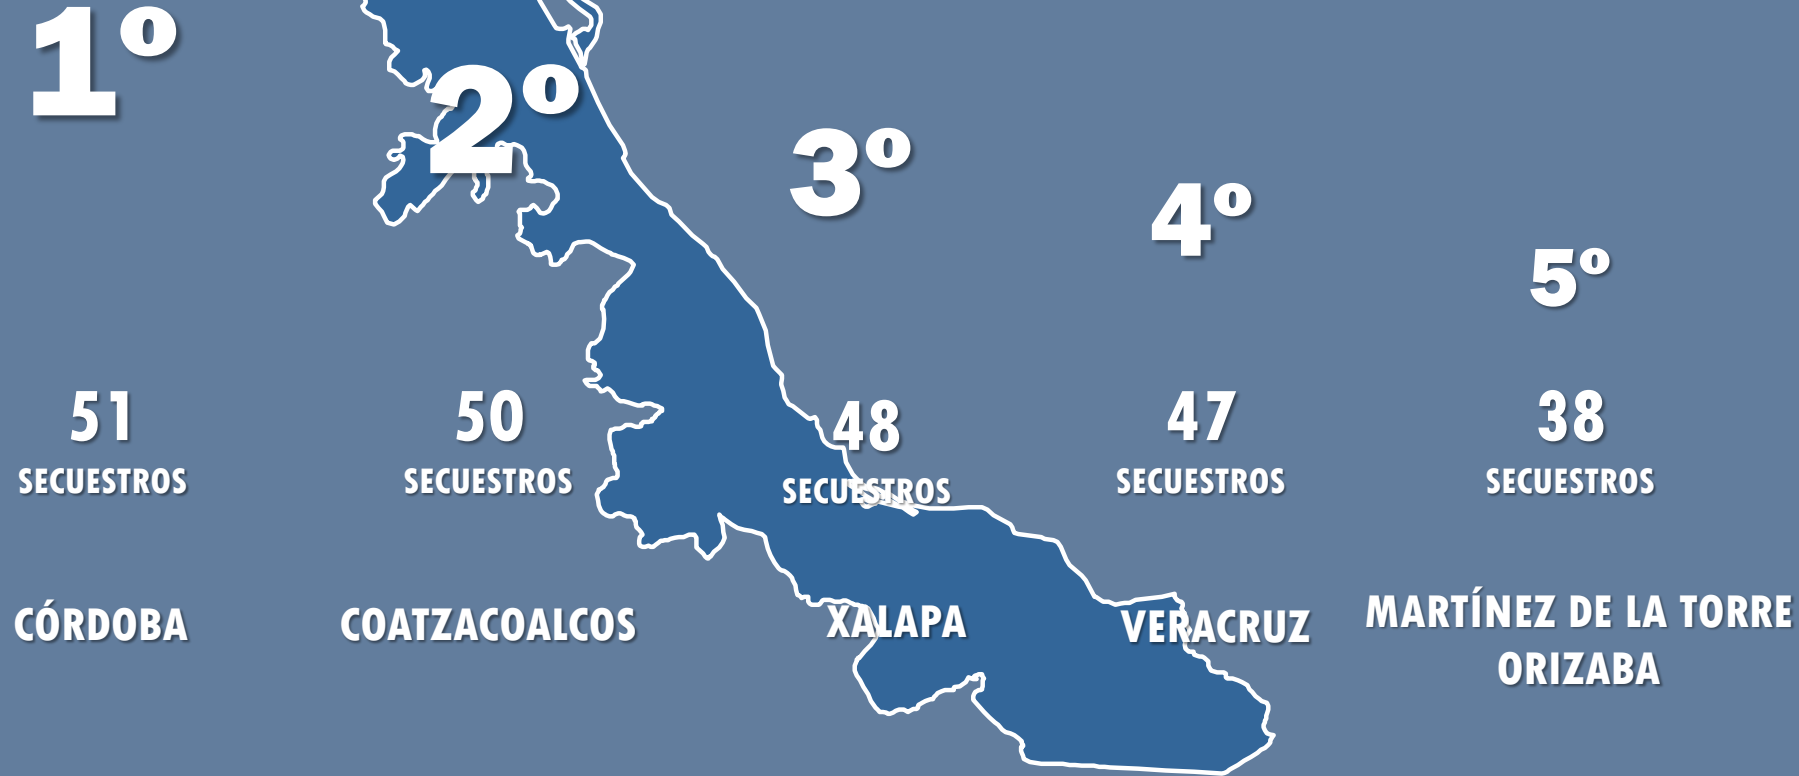 1º
2º
3º
4º
5º
51
50
48
47
38
SECUESTROS
SECUESTROS
SECUESTROS
SECUESTROS
SECUESTROS
CÓRDOBA
COATZACOALCOS
XALAPA
VERACRUZ
MARTÍNEZ DE LA TORRE
ORIZABA